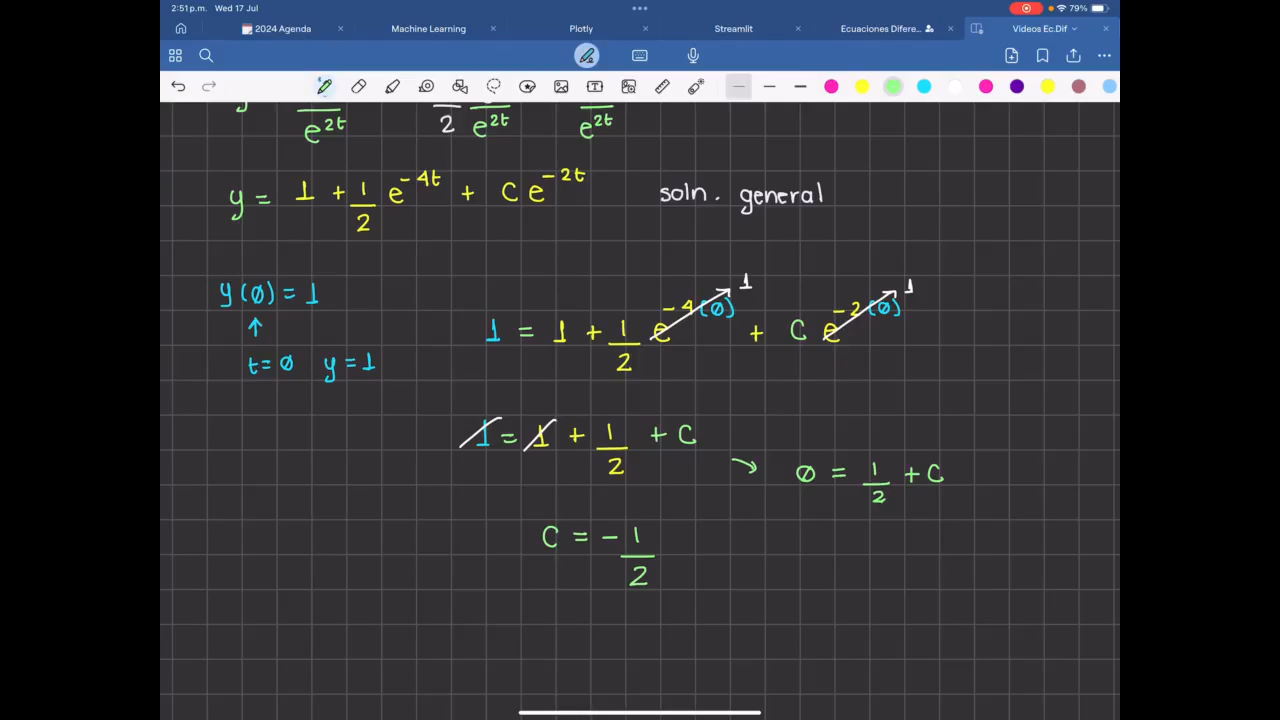 2:51 p.m. Wed 17 Jul 79%
2024 Agenda Machine Learning Plotly Streamlit Ecuaciones Difere... Videos Ec.Dif
y e^{2t} 2 e^{2t} e^{2t}
y = 1 + 1/2 e^{-4t} + C e^{-2t} soln. general
y(0) = 1
1 = 1 + 1/2 e^{-4(0)} → 1 + C e^{-2(0)} → 1
↑
t=0 y=1
1 = 1 + 1/2 + C
→ 0 = 1/2 + C
C = -1/2